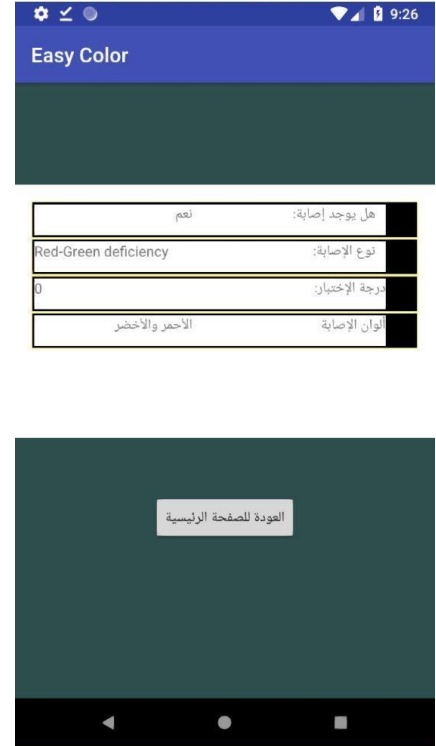 9:26
Easy Color
هل يوجد إصابة: نعم
نوع الإصابة: Red-Green deficiency
درجة الإختبار: 0
ألوان الإصابة الأحمر والأخضر
العودة للصفحة الرئيسية